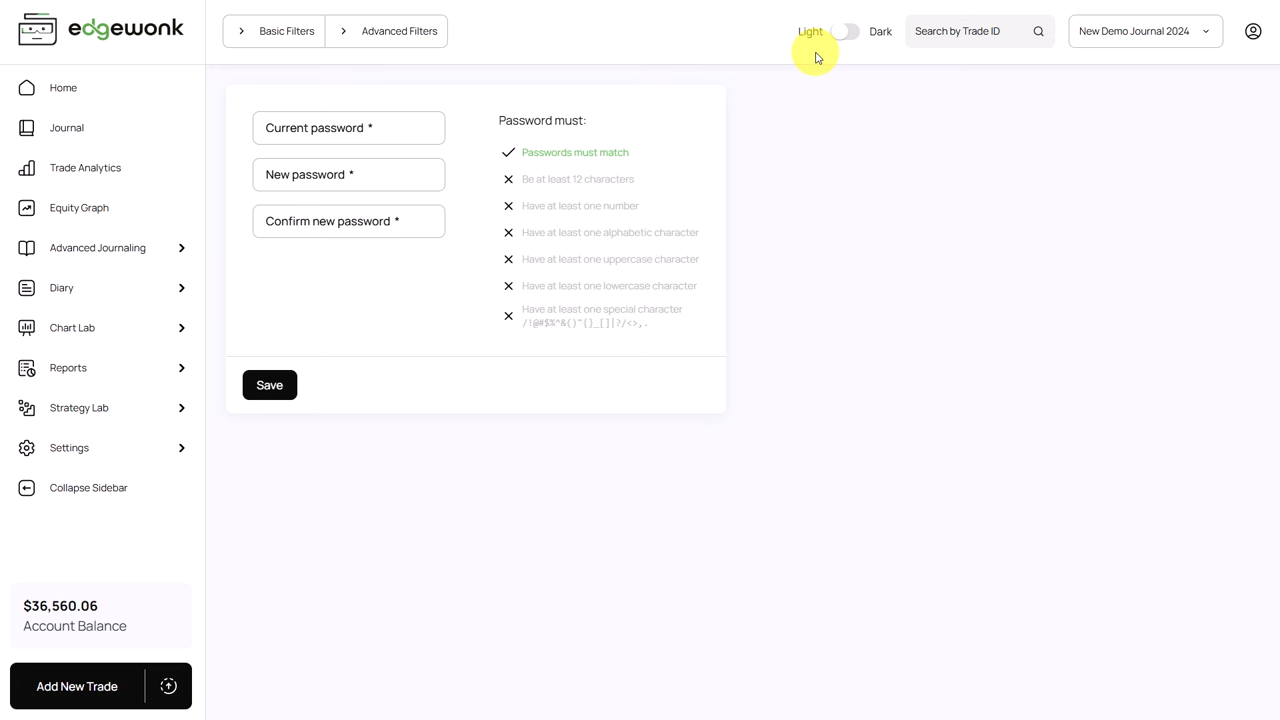 edgewonk
Basic Filters
Advanced Filters
Light
Dark
Search by Trade ID
New Demo Journal 2024
Home
Journal
Trade Analytics
Equity Graph
Advanced Journaling
Diary
Chart Lab
Reports
Strategy Lab
Settings
Collapse Sidebar
$36,560.06
Account Balance
Add New Trade
Current password *
New password *
Confirm new password *
Password must:
Passwords must match
Be at least 12 characters
Have at least one number
Have at least one alphabetic character
Have at least one uppercase character
Have at least one lowercase character
Have at least one special character
/!@#$%^&()^{}_[]|?/<>,.
Save